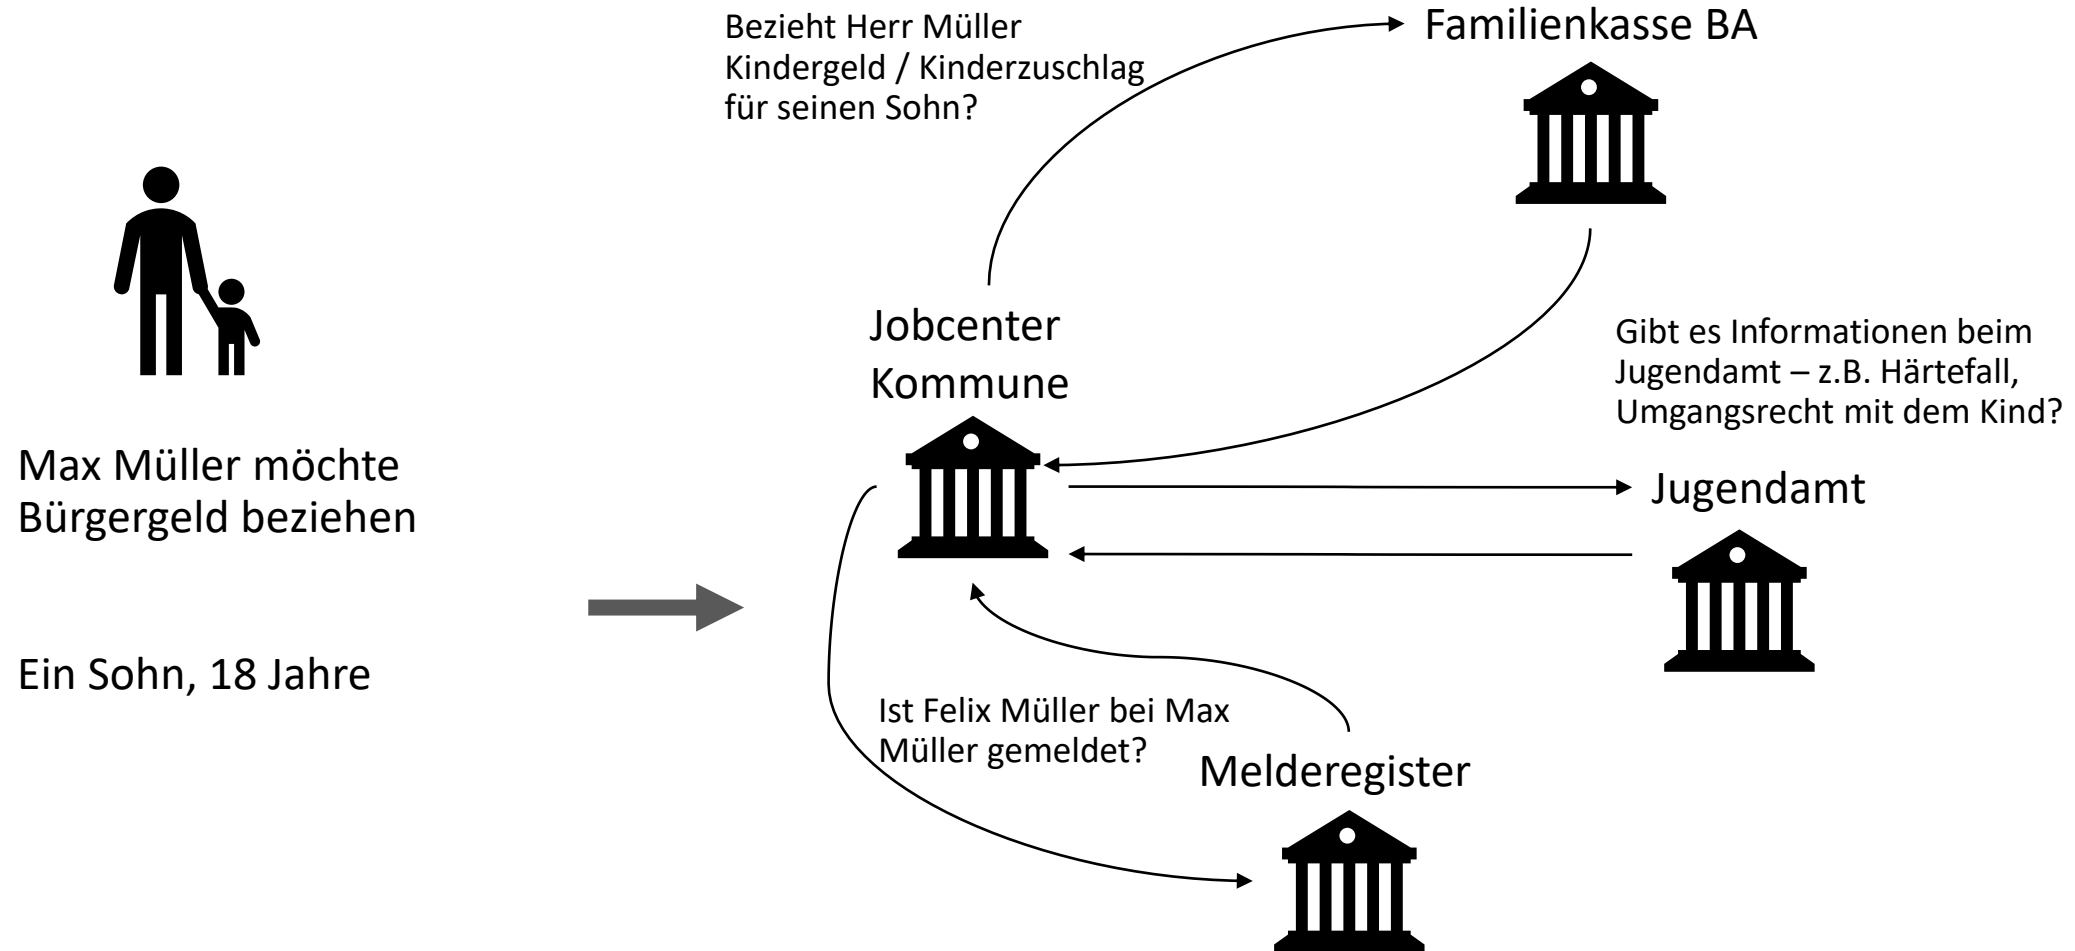 Bezieht Herr Müller
Kindergeld / Kinderzuschlag
für seinen Sohn?
Familienkasse BA
Jobcenter
Kommune
Gibt es Informationen beim
Jugendamt – z.B. Härtefall,
Umgangsrecht mit dem Kind?
Max Müller möchte
Bürgergeld beziehen
Jugendamt
Ein Sohn, 18 Jahre
Ist Felix Müller bei Max
Müller gemeldet?
Melderegister